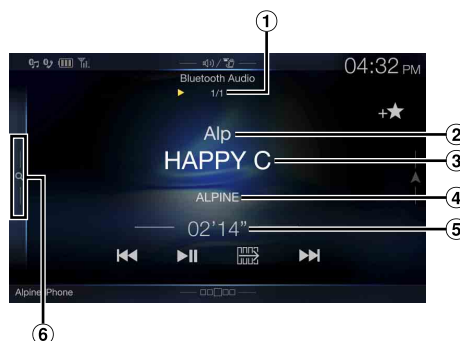 1
04:32 PM
Bluetooth Audio
1/1
Alp
2
HAPPY C
3
ALPINE
4
02'14"
5
Alpine Phone
6